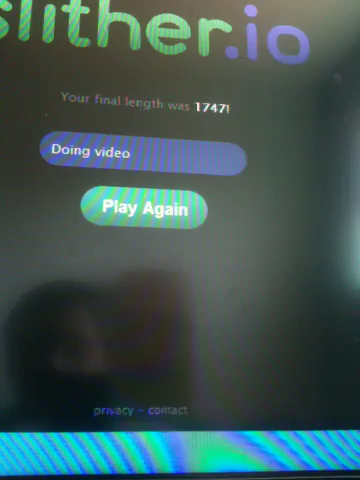 slither.io
Your final length was 1747!
Doing video
Play Again
privacy - contact